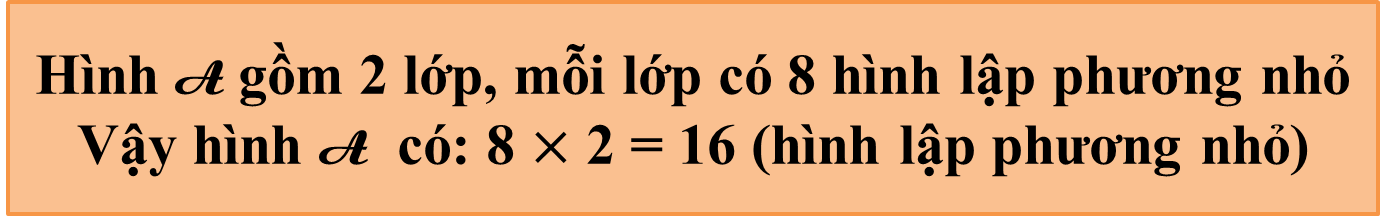 Hình A gồm 2 lớp, mỗi lớp có 8 hình lập phương nhỏ
Vậy hình A có: 8 × 2 = 16 (hình lập phương nhỏ)